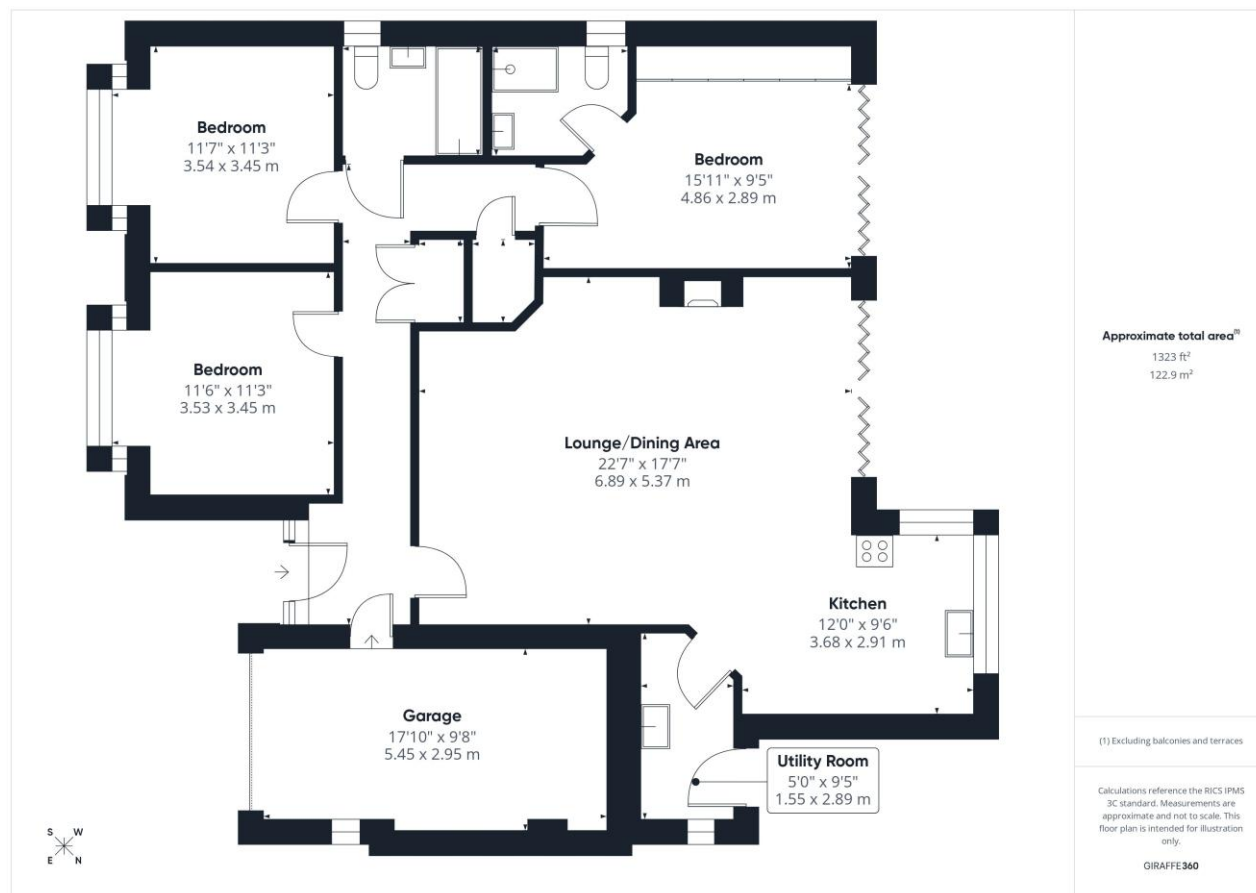 Bedroom
11'7" x 11'3"
3.54 x 3.45 m
Bedroom
15'11" x 9'5"
4.86 x 2.89 m
Bedroom
11'6" x 11'3"
3.53 x 3.45 m
Lounge/Dining Area
22'7" x 17'7"
6.89 x 5.37 m
Kitchen
12'0" x 9'6"
3.68 x 2.91 m
Garage
17'10" x 9'8"
5.45 x 2.95 m
Utility Room
5'0" x 9'5"
1.55 x 2.89 m
S W
E N
Approximate total area(1)
1323 ft²
122.9 m²
(1) Excluding balconies and terraces
Calculations reference the RICS IPMS
3C standard. Measurements are
approximate and not to scale. This
floor plan is intended for illustration
only.
GIRAFFE360